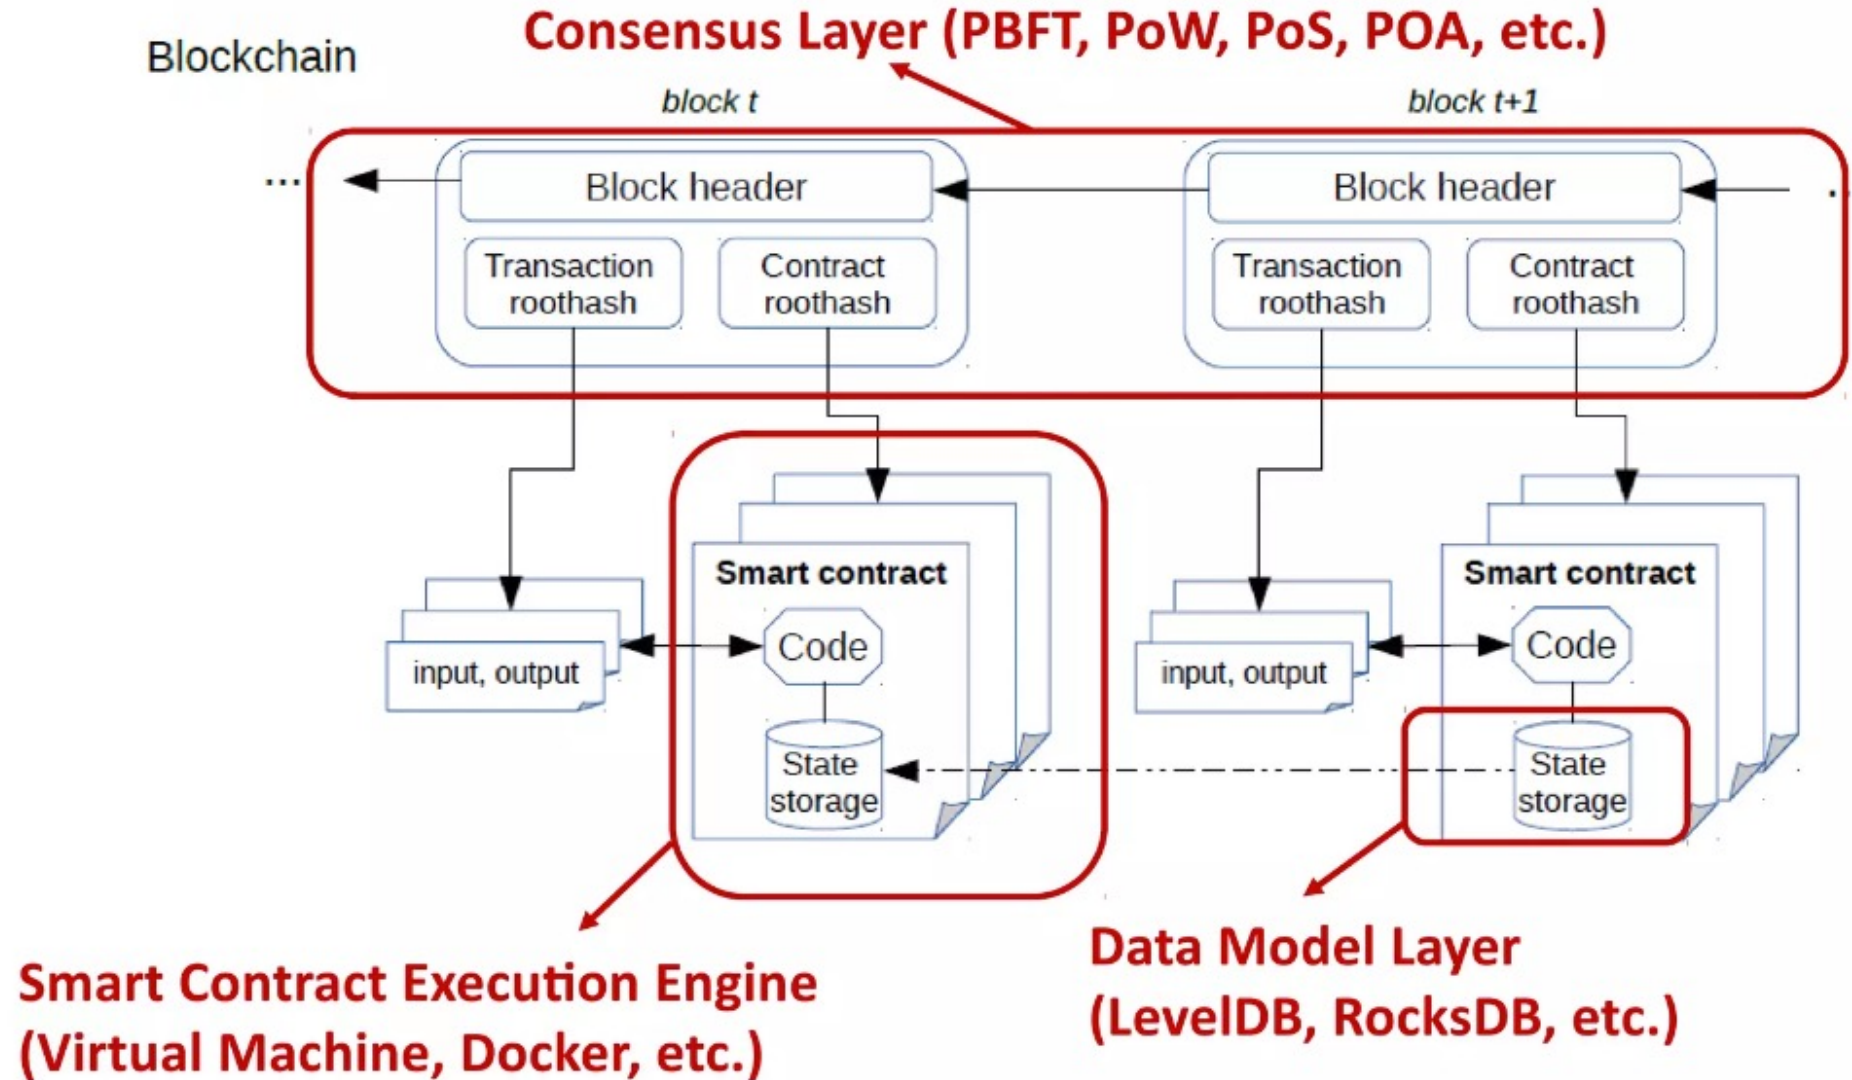 Consensus Layer (PBFT, PoW, PoS, POA, etc.)
Blockchain
block t
block t+1
...
Block header
Block header
Transaction
roothash
Contract
roothash
Transaction
roothash
Contract
roothash
Smart contract
Code
input, output
State
storage
Smart contract
Code
input, output
State
storage
Smart Contract Execution Engine
(Virtual Machine, Docker, etc.)
Data Model Layer
(LevelDB, RocksDB, etc.)